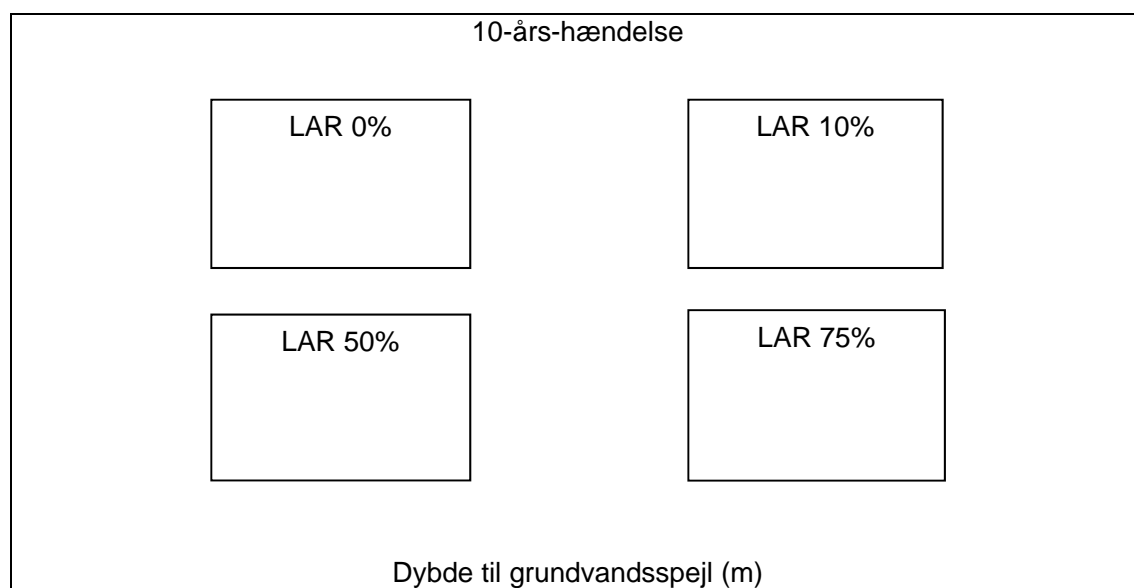 10-års-hændelse
LAR 0%
LAR 10%
LAR 50%
LAR 75%
Dybde til grundvandsspejl (m)